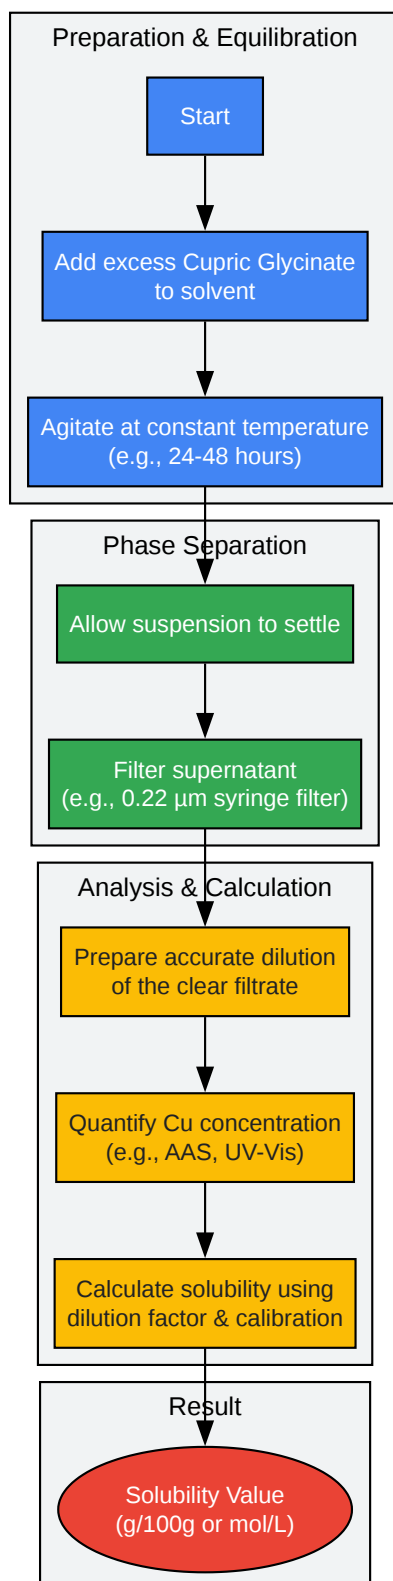 Preparation & Equilibration
Start
Add excess Cupric Glycinate
to solvent
Agitate at constant temperature
(e.g., 24-48 hours)
Phase Separation
Allow suspension to settle
Filter supernatant
(e.g., 0.22 µm syringe filter)
Analysis & Calculation
Prepare accurate dilution
of the clear filtrate
Quantify Cu concentration
(e.g., AAS, UV-Vis)
Calculate solubility using
dilution factor & calibration
Result
Solubility Value
(g/100g or mol/L)